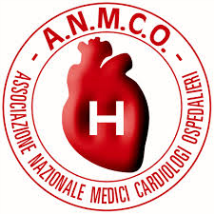 - A.N.M.C.O. -
ASSOCIAZIONE NAZIONALE MEDICI CARDIOLOGI OSPEDALIERI
H